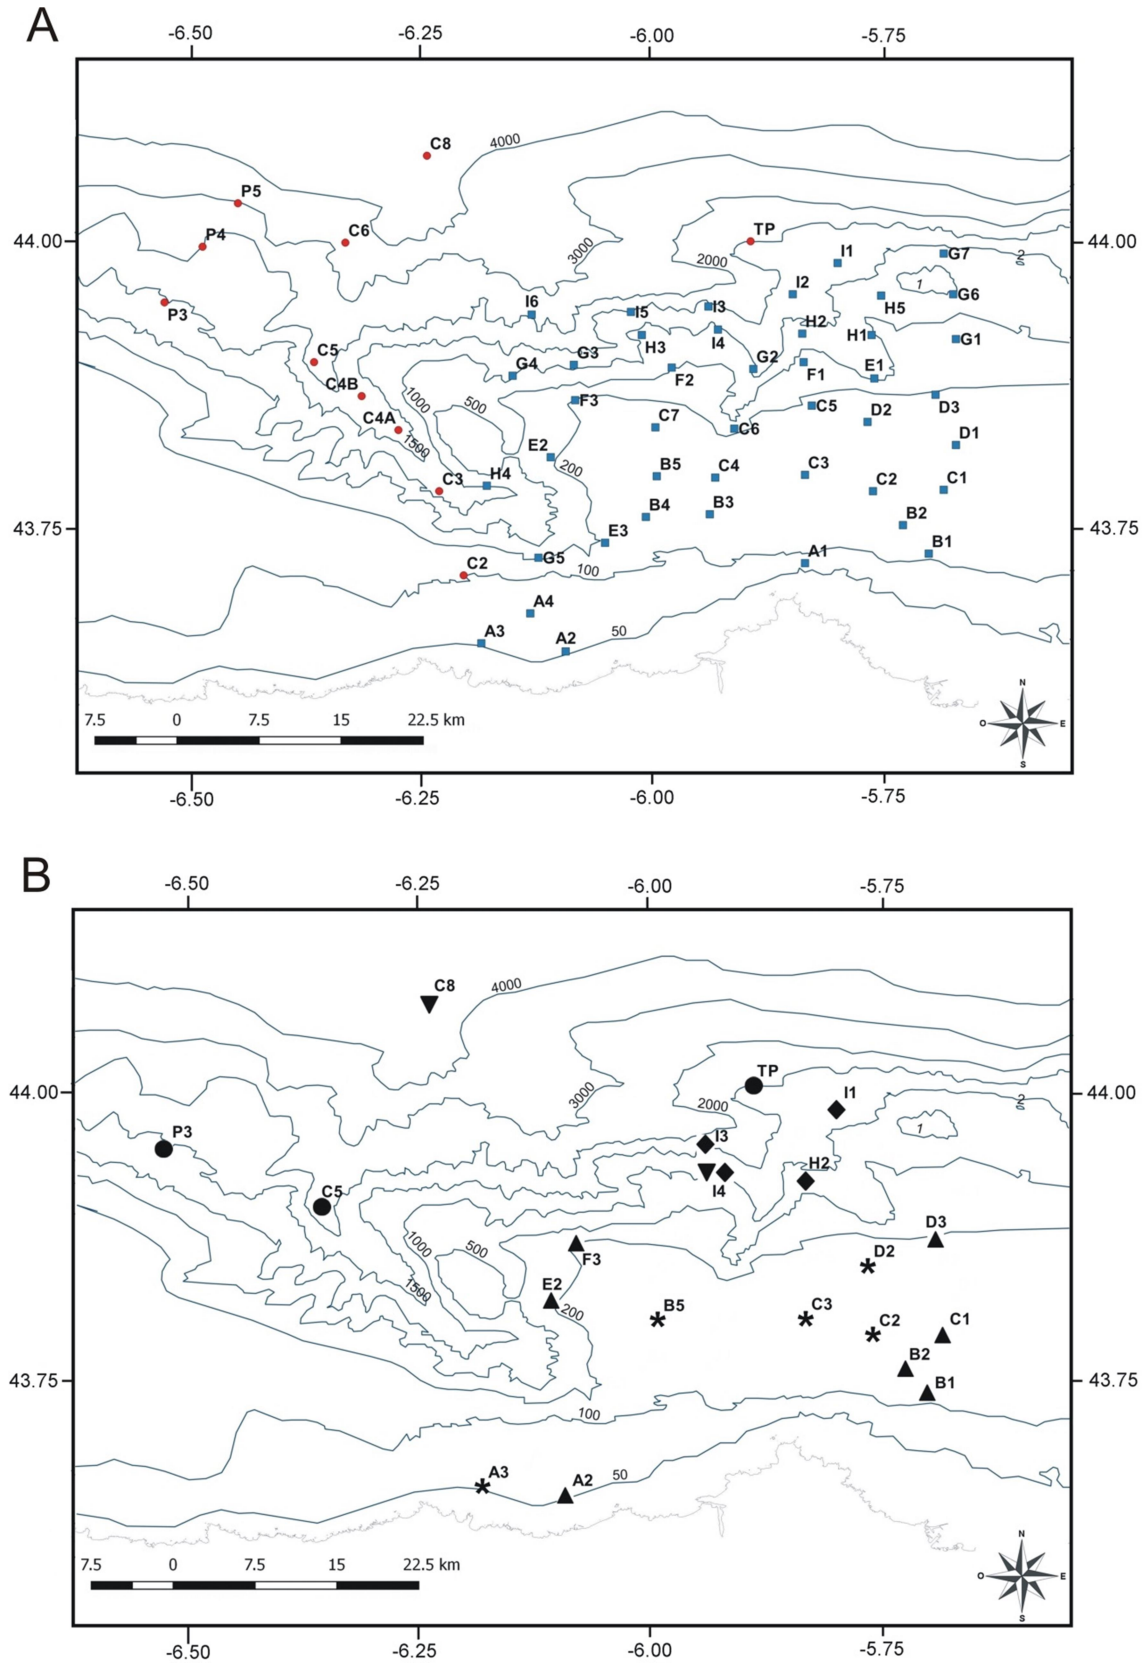 A
-6.50 -6.25 -6.00 -5.75
C8
4000
P5
P4
C6
TP
44.00 44.00
3000
I1
G7
2
2000
I2
1
G6
H5
P3
I6
I5
I3
H3
I4
H2
H1
G1
C5
G4
G3
G2
F1
E1
F2
C4B
1000
500
F3
C5
D3
C4A
C7
C6
D2
D1
1500
E2
200
C3
H4
B5
C4
C3
C2
C1
B4
B3
B2
43.75 43.75
E3
A1
B1
G5
C2
100
A4
A3
A2
50
N
O E
S
7.5 0 7.5 15 22.5 km
-6.50 -6.25 -6.00 -5.75
B
-6.50 -6.25 -6.00 -5.75
C8
4000
TP
44.00 44.00
3000
2000
I1
2
1
P3
I3
H2
I4
C5
D3
1000
500
F3
D2
1500
E2
200
B5
C3
C2
C1
B2
43.75 43.75
B1
100
A3
A2
50
N
O E
S
7.5 0 7.5 15 22.5 km
-6.50 -6.25 -6.00 -5.75